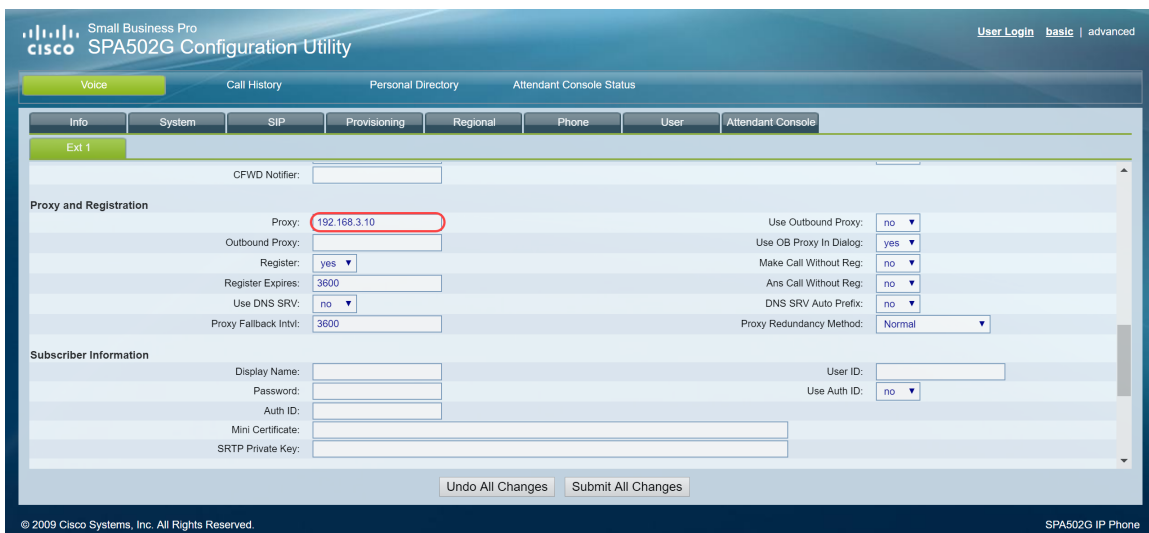 Small Business Pro
cisco SPA502G Configuration Utility
User Login basic | advanced
Voice Call History Personal Directory Attendant Console Status
Info System SIP Provisioning Regional Phone User Attendant Console
Ext 1
CFWD Notifier:
Proxy and Registration
Proxy: 192.168.3.10 Use Outbound Proxy: no
Outbound Proxy: Use OB Proxy In Dialog: yes
Register: yes Make Call Without Reg: no
Register Expires: 3600 Ans Call Without Reg: no
Use DNS SRV: no DNS SRV Auto Prefix: no
Proxy Fallback Intvl: 3600 Proxy Redundancy Method: Normal
Subscriber Information
Display Name: User ID:
Password: Use Auth ID: no
Auth ID:
Mini Certificate:
SRTP Private Key:
Undo All Changes Submit All Changes
© 2009 Cisco Systems, Inc. All Rights Reserved. SPA502G IP Phone